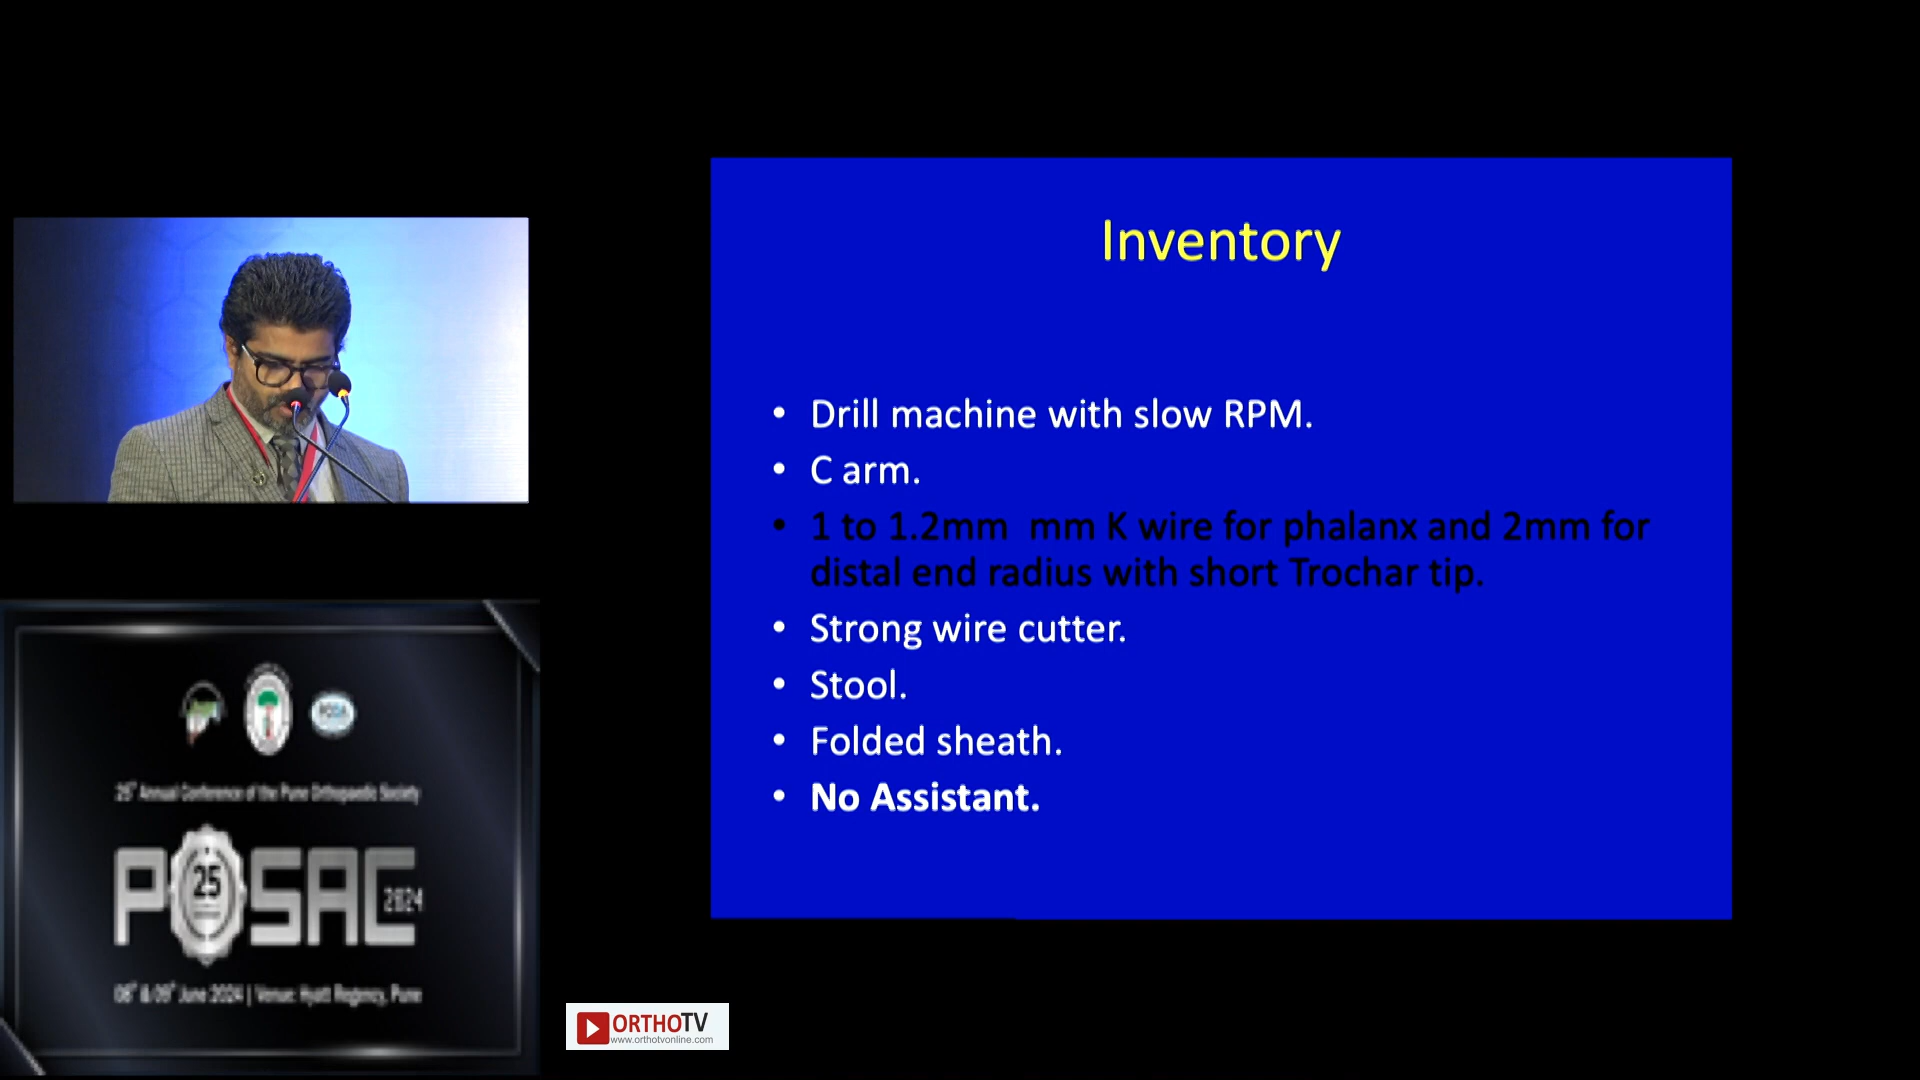 Inventory
• Drill machine with slow RPM.
• C arm.
• 1 to 1.2mm  mm K wire for phalanx and 2mm for
distal end radius with short Trochar tip.
• Strong wire cutter.
• Stool.
• Folded sheath.
• No Assistant.
25th Annual Conference of the Pune Orthopaedic Society
POSAC
25
2024
08th & 09th June 2024 | Venue: Hyatt Regency, Pune
ORTHOTV
www.orthotvonline.com